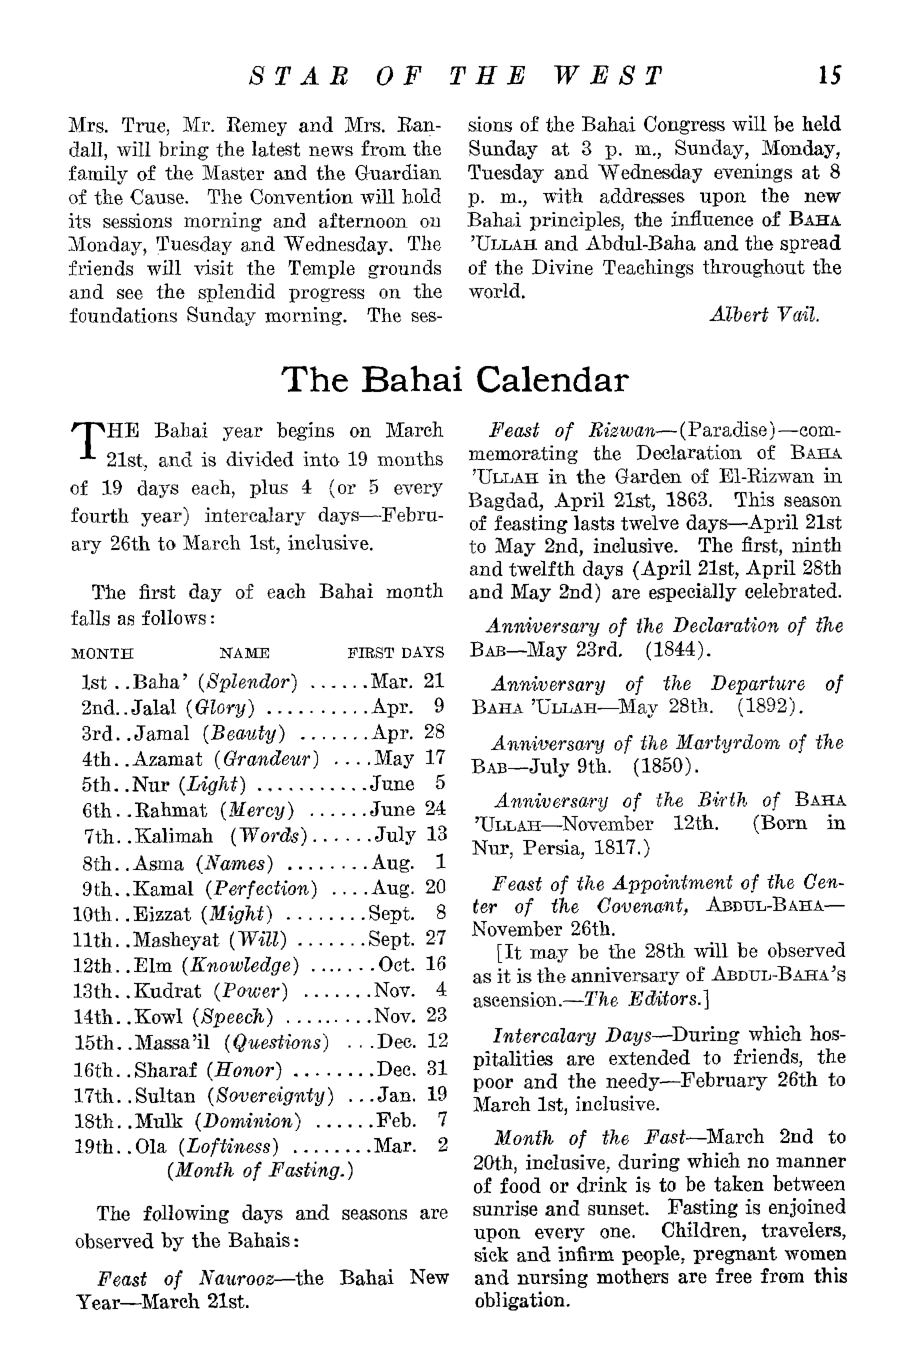 STAR OF THE WEST 15
Mrs. True, Mr. Remey and Mrs. Ran-
dall, will bring the latest news from the
family of the Master and the Guardian
of the Cause. The Convention will hold
its sessions morning and afternoon on
Monday, Tuesday and Wednesday. The
friends will visit the Temple grounds
and see the splendid progress on the
foundations Sunday morning. The ses-
sions of the Bahai Congress will be held
Sunday at 3 p. m., Sunday, Monday,
Tuesday and Wednesday evenings at 8
p. m., with addresses upon the new
Bahai principles, the influence of BAHA
'ULLAH and Abdul-Baha and the spread
of the Divine Teachings throughout the
world.
Albert Vail.
The Bahai Calendar
THE Bahai year begins on March
21st, and is divided into 19 months
of 19 days each, plus 4 (or 5 every
fourth year) intercalary days—Febru-
ary 26th to March 1st, inclusive.
The first day of each Bahai month
falls as follows:
MONTH NAME FIRST DAYS
1st ..Baha' (Splendor) ......Mar. 21
2nd..Jalal (Glory) ..........Apr. 9
3rd..Jamal (Beauty) .......Apr. 28
4th..Azamat (Grandeur) ....May 17
5th..Nur (Light) ...........June 5
6th..Rahmat (Mercy) ......June 24
7th..Kalimah (Words)......July 13
8th..Asma (Names) ........Aug. 1
9th..Kamal (Perfection) ....Aug. 20
10th..Eizzat (Might) ........Sept. 8
11th..Masheyat (Will) .......Sept. 27
12th..Elm (Knowledge) .......Oct. 16
13th..Kudrat (Power) .......Nov. 4
14th..Kowl (Speech) .........Nov. 23
15th..Massa'il (Questions) ...Dec. 12
16th..Sharaf (Honor) ........Dec. 31
17th..Sultan (Sovereignty) ...Jan. 19
18th..Mulk (Dominion) ......Feb. 7
19th..Ola (Loftiness) ........Mar. 2
(Month of Fasting.)
The following days and seasons are
observed by the Bahais:
Feast of Naurooz—the Bahai New
Year—March 21st.
Feast of Rizwan—(Paradise)—com-
memorating the Declaration of BAHA
'ULLAH in the Garden of El-Rizwan in
Bagdad, April 21st, 1863. This season
of feasting lasts twelve days—April 21st
to May 2nd, inclusive. The first, ninth
and twelfth days (April 21st, April 28th
and May 2nd) are especially celebrated.
Anniversary of the Declaration of the
BAB—May 23rd. (1844).
Anniversary of the Departure of
BAHA 'ULLAH—May 28th. (1892).
Anniversary of the Martyrdom of the
BAB—July 9th. (1850).
Anniversary of the Birth of BAHA
'ULLAH—November 12th. (Born in
Nur, Persia, 1817.)
Feast of the Appointment of the Cen-
ter of the Covenant, ABDUL-BAHA—
November 26th.
[It may be the 28th will be observed
as it is the anniversary of ABDUL-BAHA's
ascension.—The Editors.]
Intercalary Days—During which hos-
pitalities are extended to friends, the
poor and the needy—February 26th to
March 1st, inclusive.
Month of the Fast—March 2nd to
20th, inclusive, during which no manner
of food or drink is to be taken between
sunrise and sunset. Fasting is enjoined
upon every one. Children, travelers,
sick and infirm people, pregnant women
and nursing mothers are free from this
obligation.